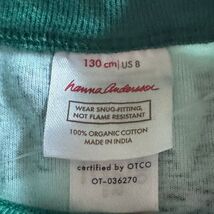 130 cm | US 8
hanna andersson
WEAR SNUG-FITTING,
NOT FLAME RESISTANT
100% ORGANIC COTTON
MADE IN INDIA
certified by OTCO
OT-036270